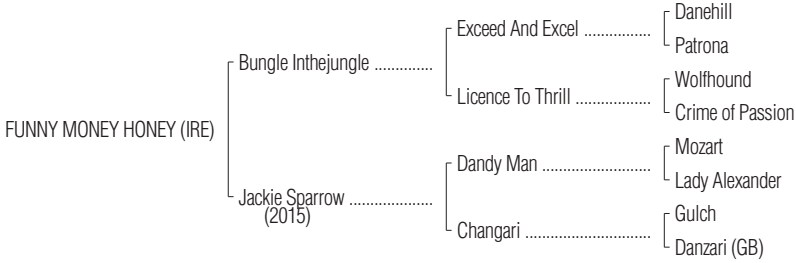 Danehill
Exceed And Excel ................
Patrona
Bungle Inthejungle ..............
Wolfhound
Licence To Thrill ..................
Crime of Passion
FUNNY MONEY HONEY (IRE)
Mozart
Dandy Man ..........................
Lady Alexander
Jackie Sparrow ....................
(2015)
Gulch
Changari ..............................
Danzari (GB)